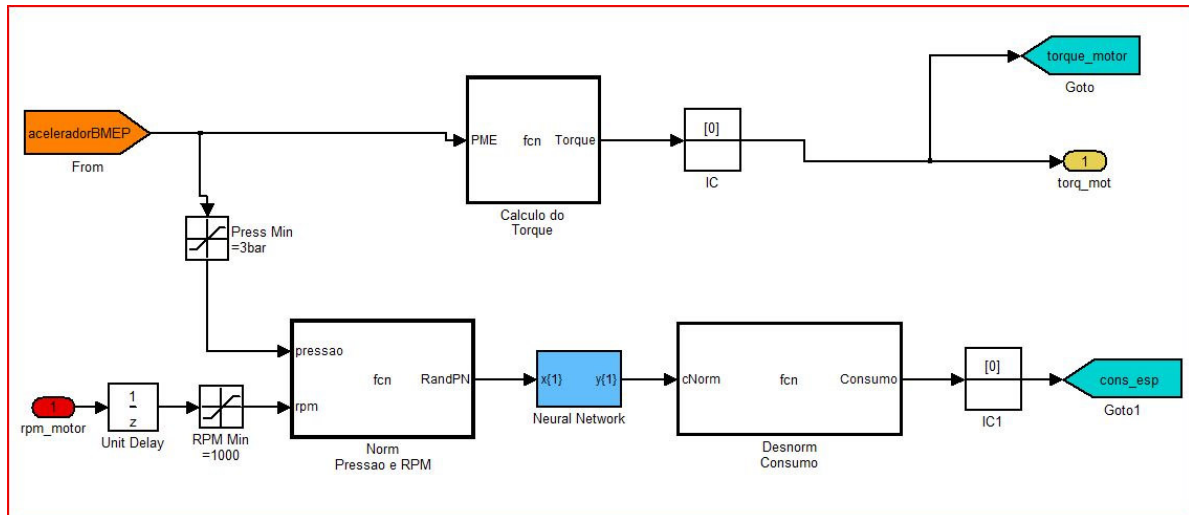 torque_motor
Goto
aceleradorBMEP
From
PME
fcn
Torque
Calculo do
Torque
[0]
IC
1
torq_mot
Press Min
=3bar
pressao
rpm
fcn
RandPN
Norm
Pressao e RPM
x{1}
y{1}
Neural Network
cNorm
fcn
Consumo
Desnorm
Consumo
[0]
IC1
cons_esp
Goto1
1
rpm_motor
1
z
Unit Delay
RPM Min
=1000